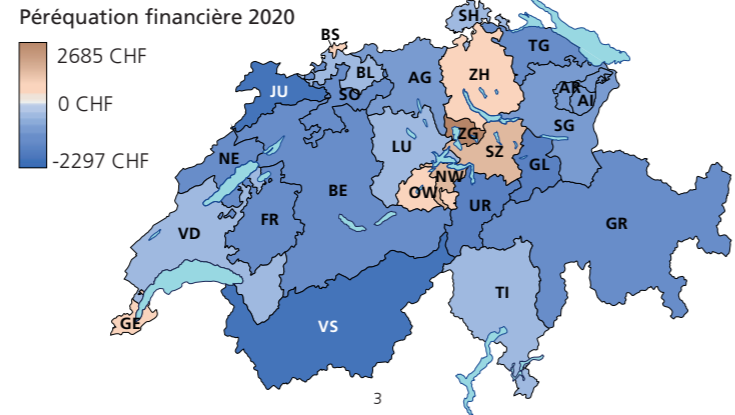 Péréquation financière 2020
2685 CHF
0 CHF
-2297 CHF
SH
BS
TG
BL
ZH
AG
JU
SO
AR
AI
ZG
SG
LU
SZ
NE
GL
NW
OW
BE
UR
FR
GR
VD
TI
GE
VS
3